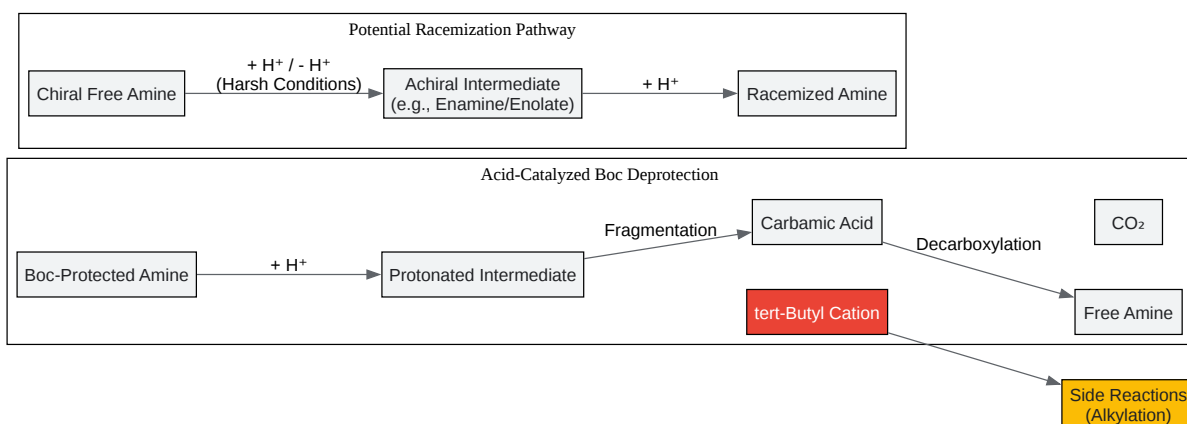 Potential Racemization Pathway
Chiral Free Amine
+ H⁺ / - H⁺
(Harsh Conditions)
Achiral Intermediate
(e.g., Enamine/Enolate)
+ H⁺
Racemized Amine
Acid-Catalyzed Boc Deprotection
Boc-Protected Amine
+ H⁺
Protonated Intermediate
Fragmentation
Carbamic Acid
Decarboxylation
CO₂
tert-Butyl Cation
Free Amine
Side Reactions
(Alkylation)